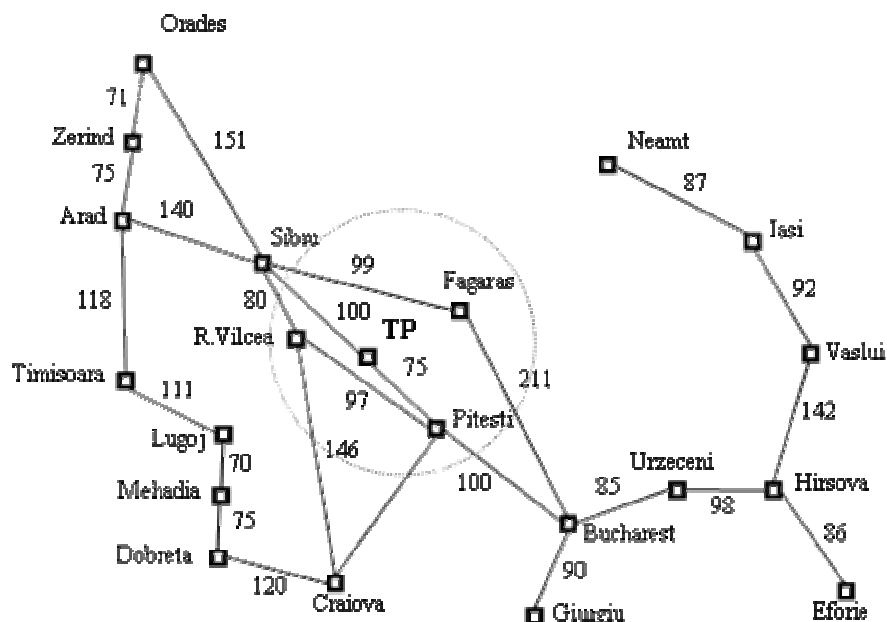 Orades
71
Zerind
151
Neamt
75
87
Arad
140
Sibiu
Iasi
99
Fagaras
118
80
100
92
R.Vilcea
TP
Timisoara
75
Vaslui
111
97
211
Pitesti
142
Lugoj
146
Urzeceni
70
100
85
Hirsova
Mehadia
98
75
Bucharest
86
Dobreta
90
120
Craiova
Giurgiu
Eforie